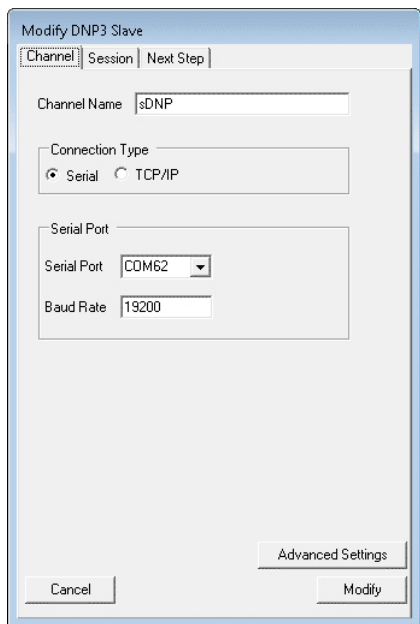 Modify DNP3 Slave
Channel Session Next Step
Channel Name sDNP
Connection Type
Serial TCP/IP
Serial Port
Serial Port COM62
Baud Rate 19200
Advanced Settings
Cancel Modify